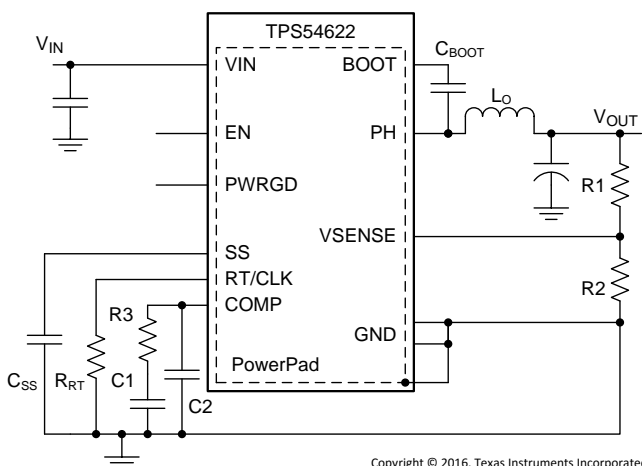 TPS54622
VIN
VIN
BOOT
CBOOT
LO
VOUT
EN
PH
PWRGD
R1
VSENSE
SS
RT/CLK
R2
R3
COMP
GND
PowerPad
CSS
RRT
C1
C2
Copyright © 2016, Texas Instruments Incorporated